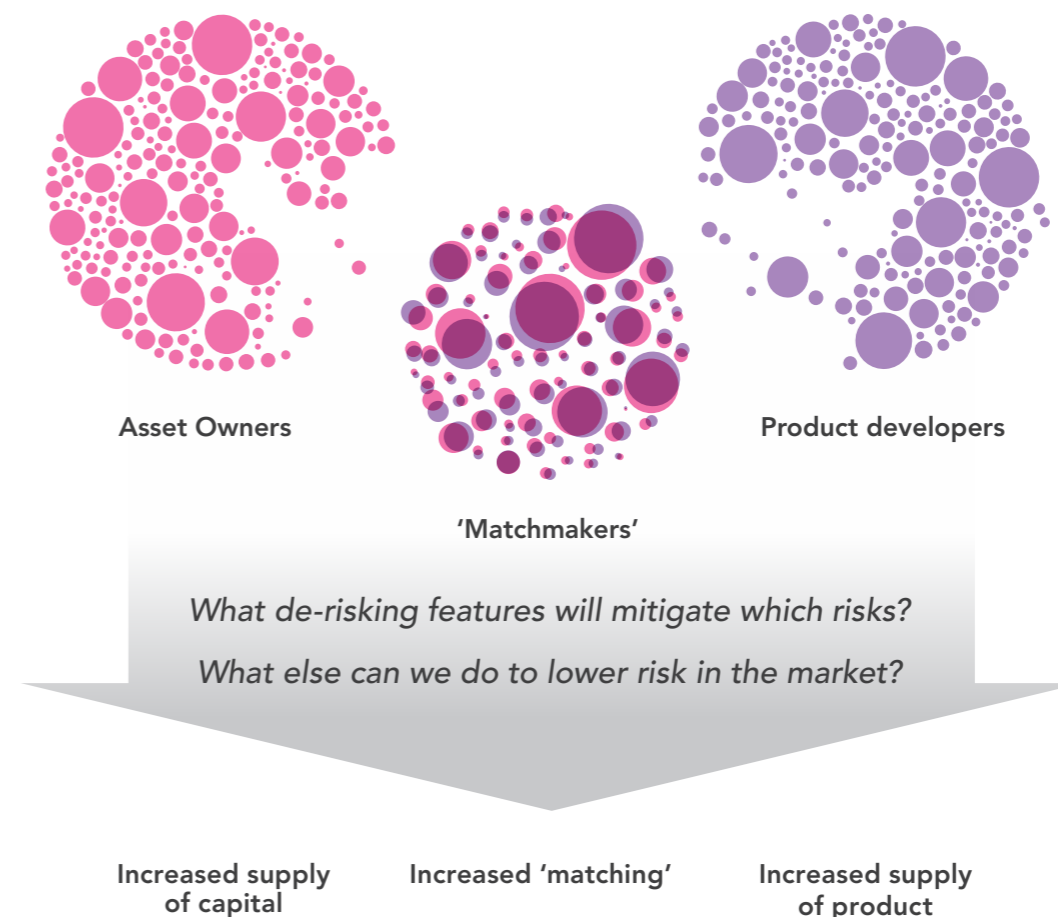 Asset Owners
Product developers
‘Matchmakers’
What de-risking features will mitigate which risks?
What else can we do to lower risk in the market?
Increased supply
of capital
Increased ‘matching’
Increased supply
of product